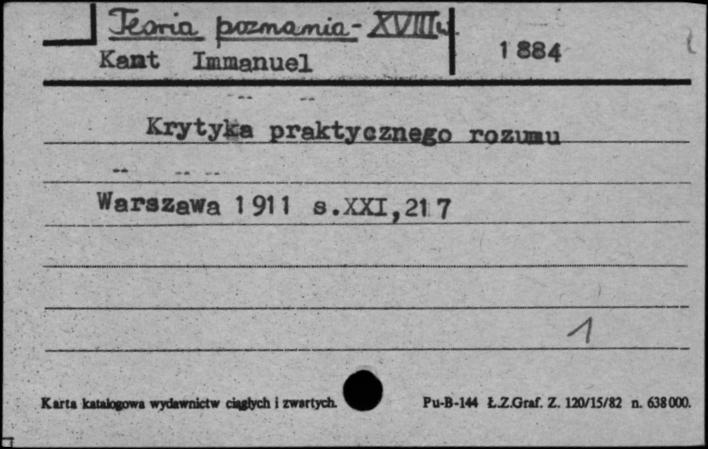 Teoria poznania - XVIII w.
Kant Immanuel 1884
Krytyka praktycznego rozumu
Warszawa 1911 s.XXI,217
1
Karta katalogowa wydawnictw ciągłych i zwartych. Pu-B-144 Ł.Z.Graf. Z. 120/15/82 n. 638000.